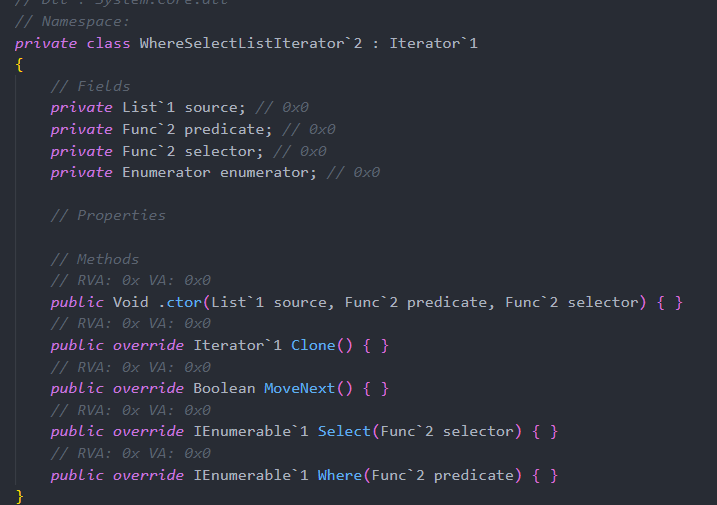 // Dll : System.Core.dll
// Namespace:
private class WhereSelectListIterator`2 : Iterator`1
{
// Fields
private List`1 source; // 0x0
private Func`2 predicate; // 0x0
private Func`2 selector; // 0x0
private Enumerator enumerator; // 0x0
// Properties
// Methods
// RVA: 0x VA: 0x0
public Void .ctor(List`1 source, Func`2 predicate, Func`2 selector) { }
// RVA: 0x VA: 0x0
public override Iterator`1 Clone() { }
// RVA: 0x VA: 0x0
public override Boolean MoveNext() { }
// RVA: 0x VA: 0x0
public override IEnumerable`1 Select(Func`2 selector) { }
// RVA: 0x VA: 0x0
public override IEnumerable`1 Where(Func`2 predicate) { }
}